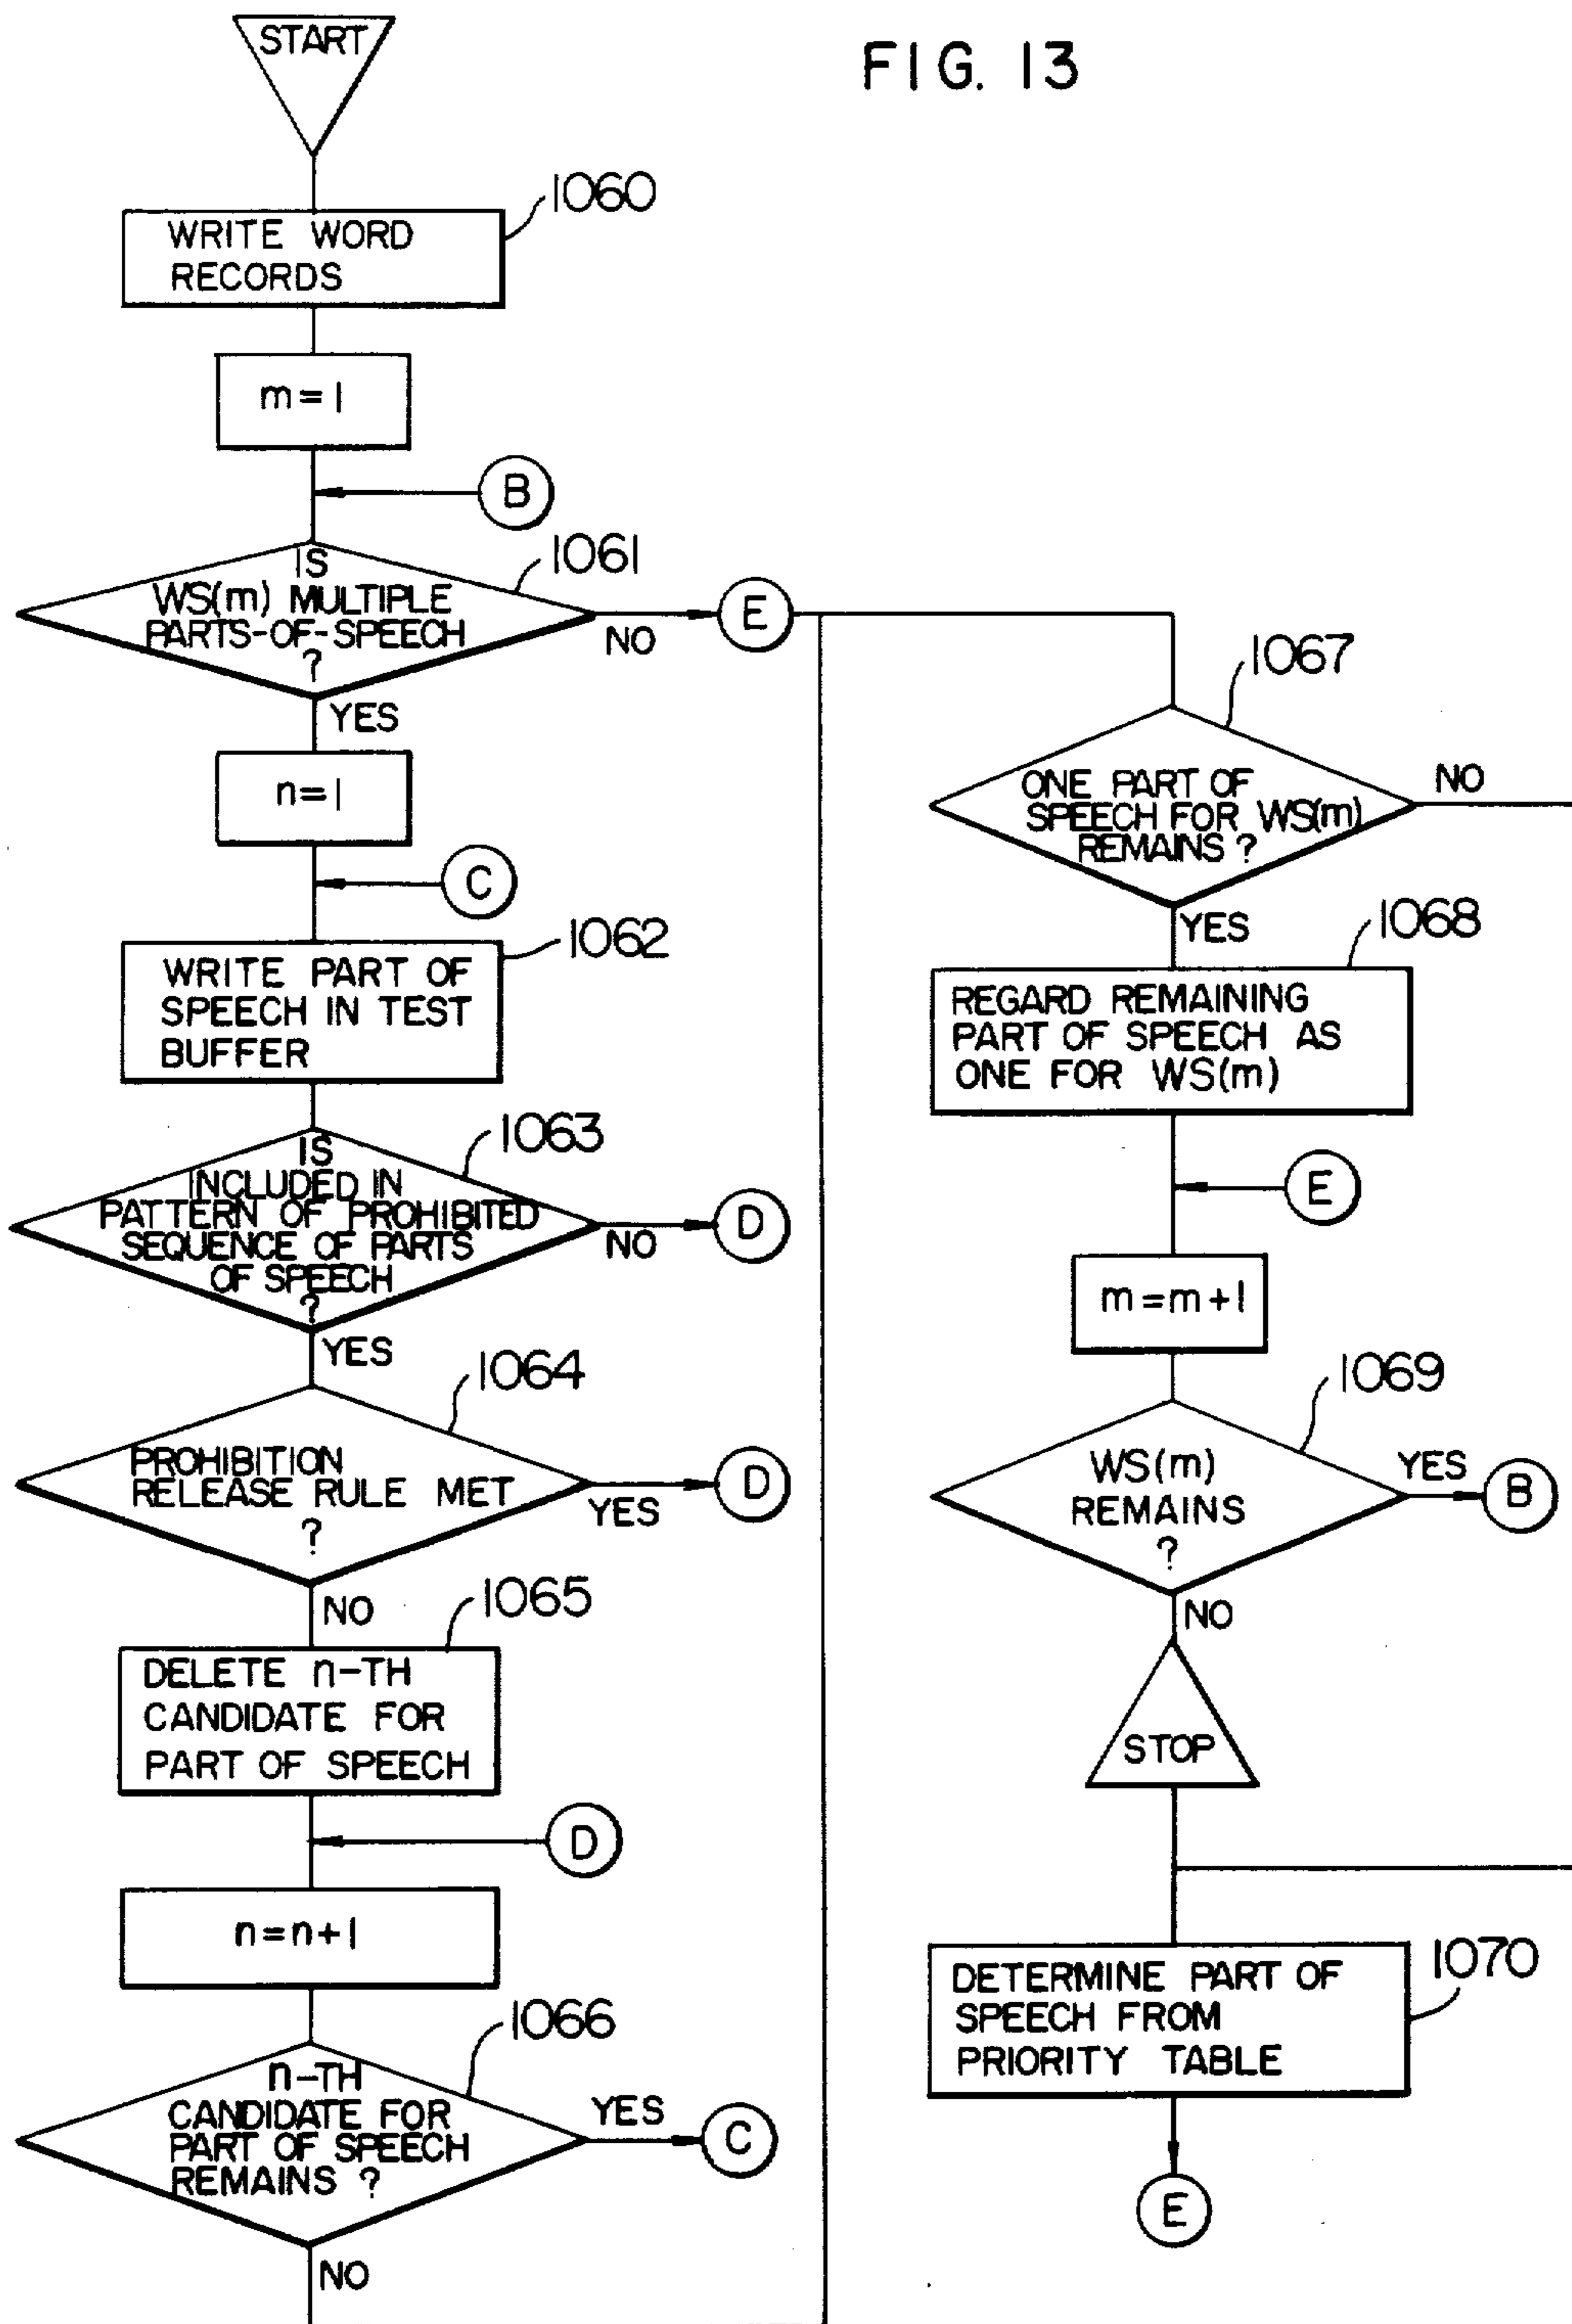 FIG. 13
START
1060
WRITE WORD
RECORDS
m=1
B
1061
IS
WS(m) MULTIPLE
PARTS-OF-SPEECH
?
NO
E
YES
n=1
C
1062
WRITE PART OF
SPEECH IN TEST
BUFFER
1063
IS
INCLUDED IN
PATTERN OF PROHIBITED
SEQUENCE OF PARTS
OF SPEECH
?
NO
D
YES
1064
PROHIBITION
RELEASE RULE MET
?
YES
D
NO
1065
DELETE n-TH
CANDIDATE FOR
PART OF SPEECH
D
n=n+1
1066
n-TH
CANDIDATE FOR
PART OF SPEECH
REMAINS ?
YES
C
NO
1067
ONE PART OF
SPEECH FOR WS(m)
REMAINS ?
NO
YES
1068
REGARD REMAINING
PART OF SPEECH AS
ONE FOR WS(m)
E
m=m+1
1069
WS(m)
REMAINS
?
YES
B
NO
STOP
1070
DETERMINE PART OF
SPEECH FROM
PRIORITY TABLE
E